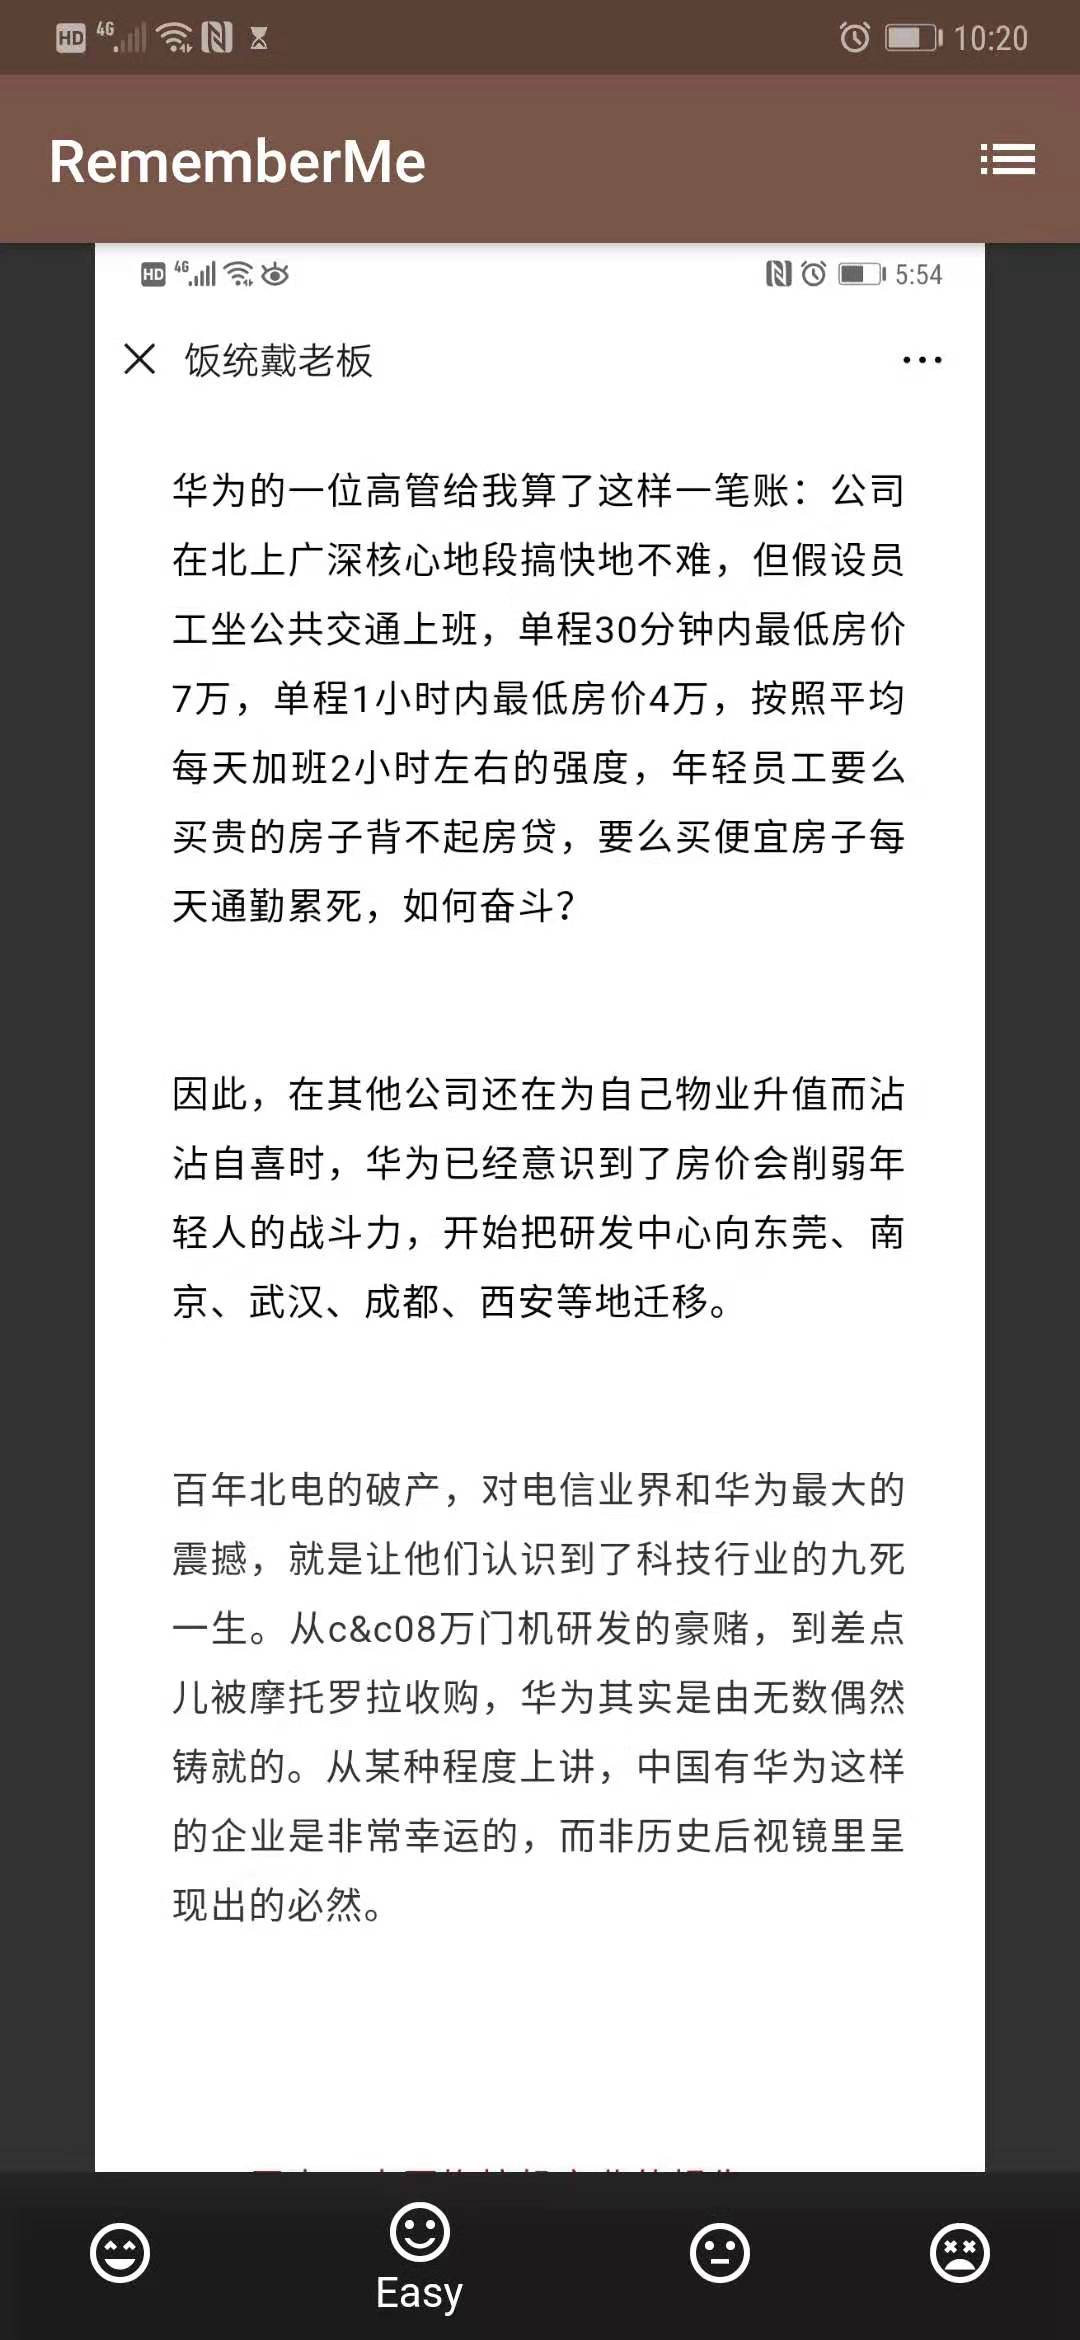 HD 4G 10:20
RememberMe
HD 4G 5:54
饭统戴老板
华为的一位高管给我算了这样一笔账：公司
在北上广深核心地段搞快地不难，但假设员
工坐公共交通上班，单程30分钟内最低房价
7万，单程1小时内最低房价4万，按照平均
每天加班2小时左右的强度，年轻员工要么
买贵的房子背不起房贷，要么买便宜房子每
天通勤累死，如何奋斗？
因此，在其他公司还在为自己物业升值而沾
沾自喜时，华为已经意识到了房价会削弱年
轻人的战斗力，开始把研发中心向东莞、南
京、武汉、成都、西安等地迁移。
百年北电的破产，对电信业界和华为最大的
震撼，就是让他们认识到了科技行业的九死
一生。从c&c08万门机研发的豪赌，到差点
儿被摩托罗拉收购，华为其实是由无数偶然
铸就的。从某种程度上讲，中国有华为这样
的企业是非常幸运的，而非历史后视镜里呈
现出的必然。
Easy